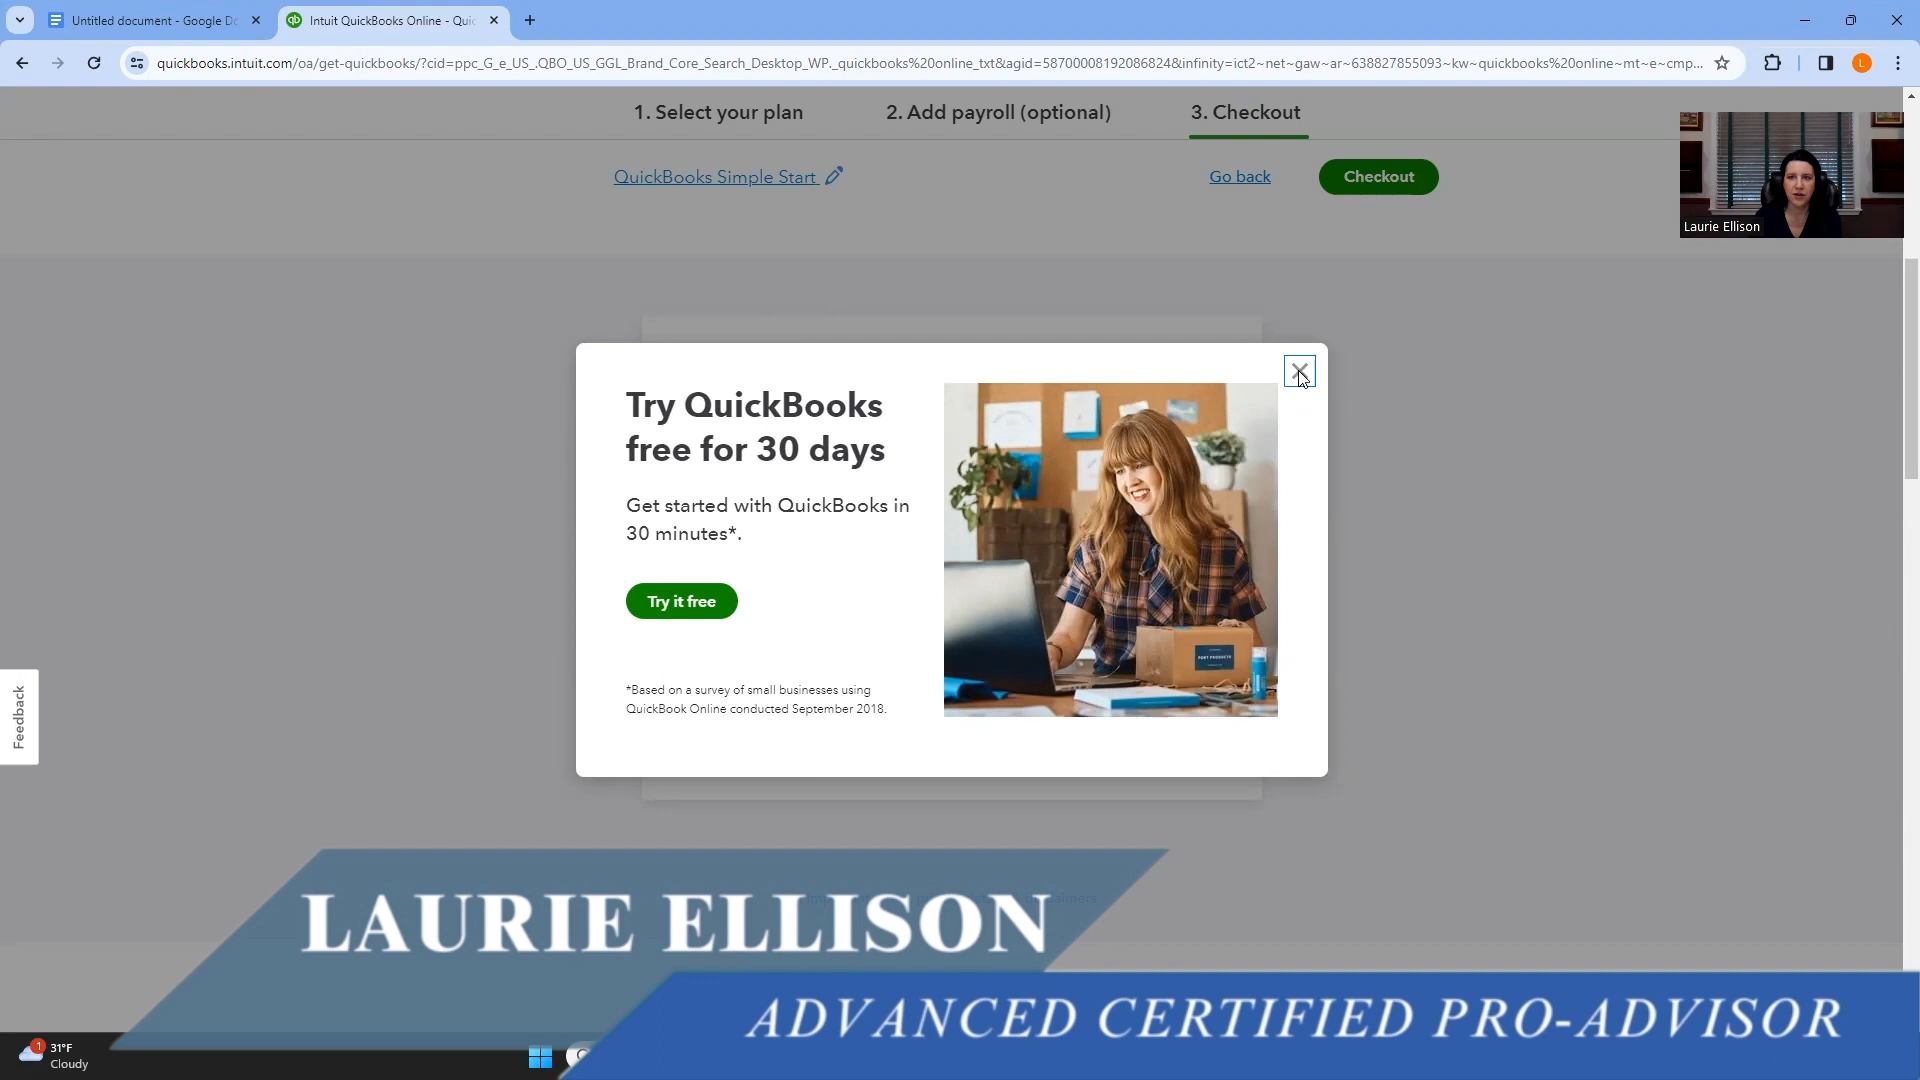 Untitled document - Google Do
Intuit QuickBooks Online - Quic
quickbooks.intuit.com/oa/get-quickbooks/?cid=ppc_G_e_US_.QBO_US_GGL_Brand_Core_Search_Desktop_WP._quickbooks%20online_txt&agid=58700008192086824&infinity=ict2~net~gaw~ar~638827855093~kw~quickbooks%20online~mt~e~cmp...
L
1. Select your plan
2. Add payroll (optional)
3. Checkout
QuickBooks Simple Start
Go back
Checkout
Laurie Ellison
Try QuickBooks
free for 30 days
Get started with QuickBooks in
30 minutes*.
Try it free
*Based on a survey of small businesses using
QuickBook Online conducted September 2018.
Feedback
LAURIE ELLISON
ADVANCED CERTIFIED PRO-ADVISOR
1
31°F
Cloudy